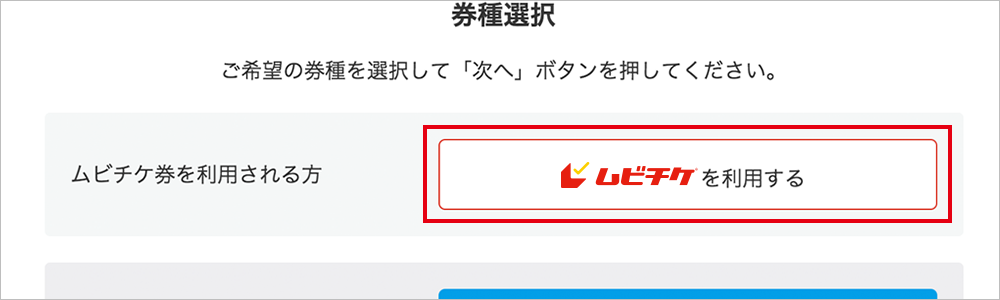 券種選択
ご希望の券種を選択して「次へ」ボタンを押してください。
ムビチケ券を利用される方
ムビチケを利用する